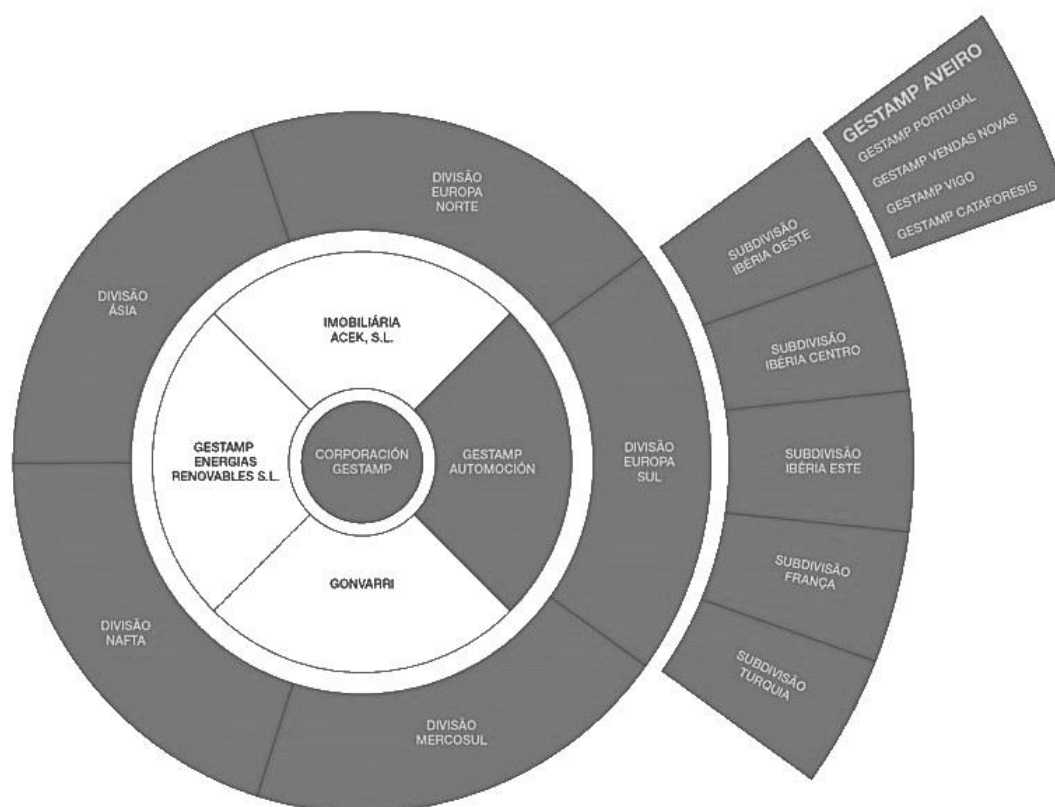 GESTAMP AVEIRO
GESTAMP PORTUGAL
GESTAMP VENDAS NOVAS
GESTAMP VIGO
GESTAMP CATAFORESIS
DIVISÃO
EUROPA
NORTE
SUBDIVISÃO
IBÉRIA OESTE
DIVISÃO
ÁSIA
IMOBILIÁRIA
ACEK, S.L.
SUBDIVISÃO
IBÉRIA CENTRO
GESTAMP
ENERGIAS
RENOVABLES S.L.
CORPORACIÓN
GESTAMP
GESTAMP
AUTOMOCIÓN
DIVISÃO
EUROPA
SUL
SUBDIVISÃO
IBÉRIA ESTE
GONVARRI
SUBDIVISÃO
FRANÇA
DIVISÃO
NAFTA
SUBDIVISÃO
TURQUIA
DIVISÃO
MERCOSUL